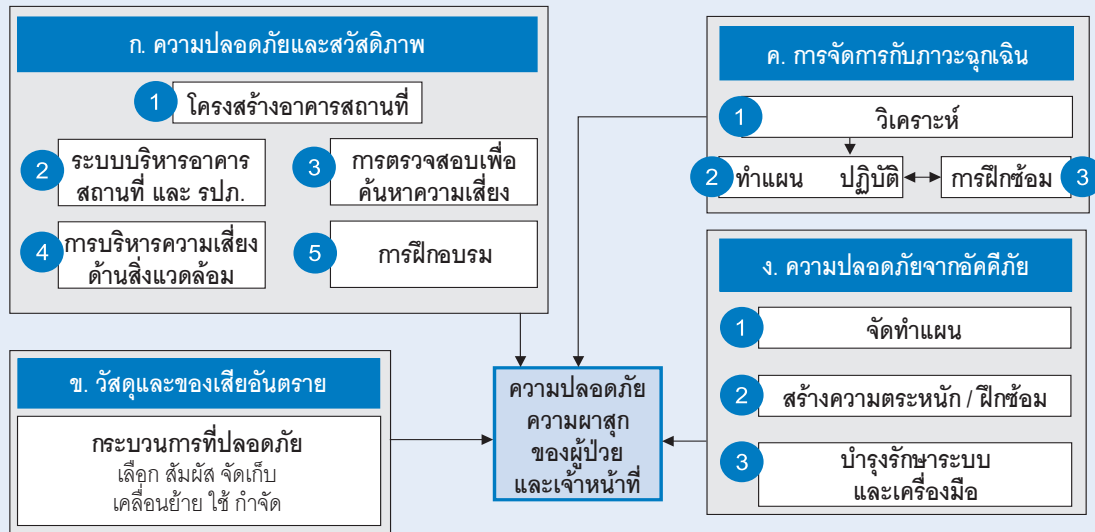 ก. ความปลอดภัยและสวัสดิภาพ
1 โครงสร้างอาคารสถานที่
2 ระบบบริหารอาคาร
สถานที่ และ รปภ.
3 การตรวจสอบเพื่อ
ค้นหาความเสี่ยง
4 การบริหารความเสี่ยง
ด้านสิ่งแวดล้อม
5 การฝึกอบรม
ข. วัสดุและของเสียอันตราย
กระบวนการที่ปลอดภัย
เลือก สัมผัส จัดเก็บ
เคลื่อนย้าย ใช้ กำจัด
ความปลอดภัย
ความผาสุก
ของผู้ป่วย
และเจ้าหน้าที่
ค. การจัดการกับภาวะฉุกเฉิน
1 วิเคราะห์
2 ทำแผน ปฏิบัติ
การฝึกซ้อม 3
ง. ความปลอดภัยจากอัคคีภัย
1 จัดทำแผน
2 สร้างความตระหนัก / ฝึกซ้อม
3 บำรุงรักษาระบบ
และเครื่องมือ